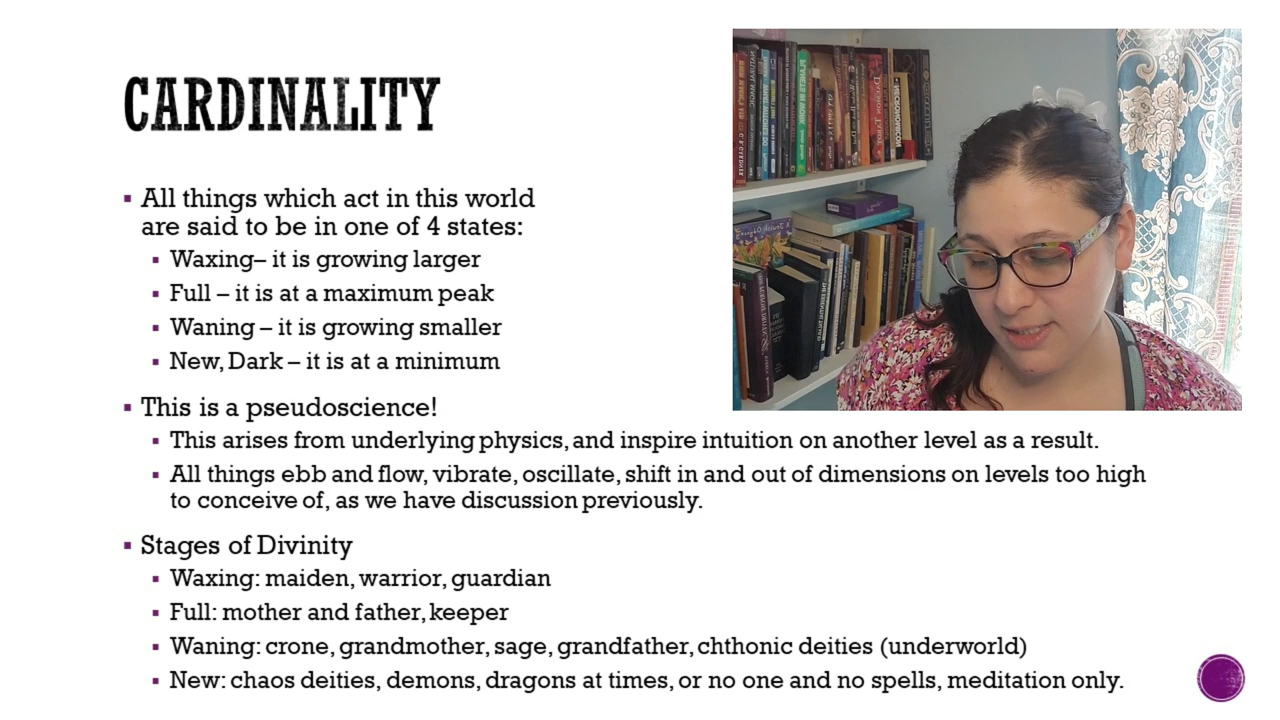 CARDINALITY
All things which act in this world
are said to be in one of 4 states:
Waxing– it is growing larger
Full – it is at a maximum peak
Waning – it is growing smaller
New, Dark – it is at a minimum
This is a pseudoscience!
This arises from underlying physics, and inspire intuition on another level as a result.
All things ebb and flow, vibrate, oscillate, shift in and out of dimensions on levels too high
to conceive of, as we have discussion previously.
Stages of Divinity
Waxing: maiden, warrior, guardian
Full: mother and father, keeper
Waning: crone, grandmother, sage, grandfather, chthonic deities (underworld)
New: chaos deities, demons, dragons at times, or no one and no spells, meditation only.
NECRONOMICON